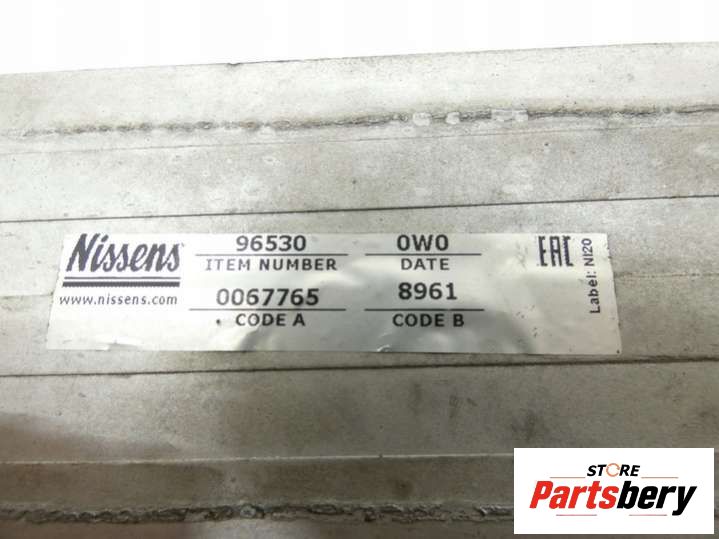 Nissens
www.nissens.com
96530
ITEM NUMBER
0W0
DATE
0067765
CODE A
8961
CODE B
EAC
Label: NI20
STORE
Partsbery